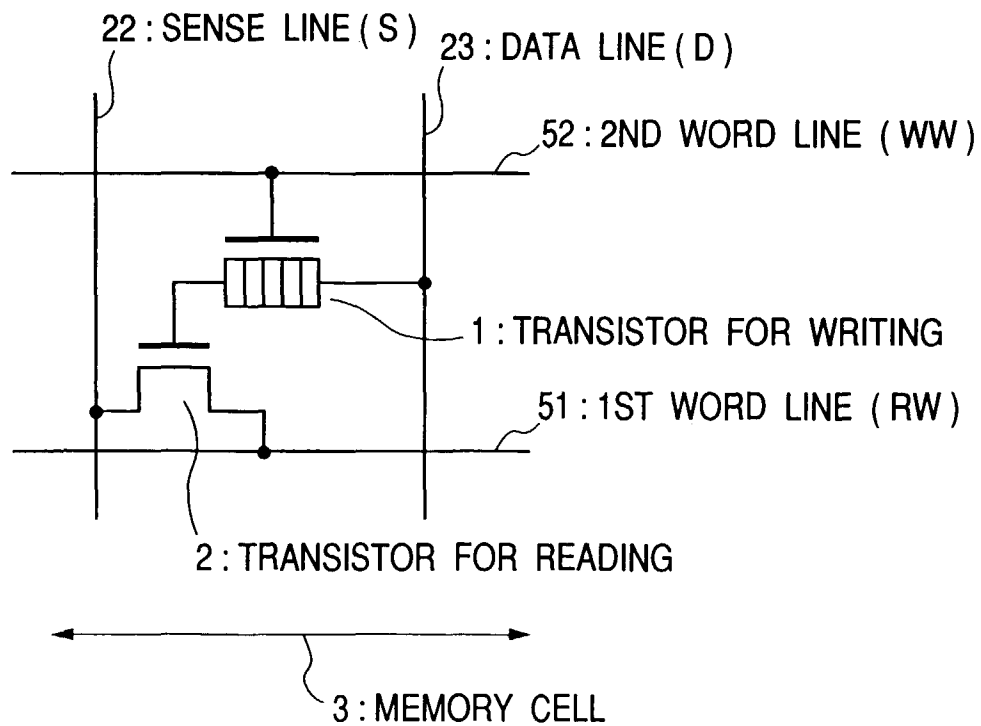 22 : SENSE LINE ( S )
23 : DATA LINE ( D )
52 : 2ND WORD LINE ( WW )
1 : TRANSISTOR FOR WRITING
51 : 1ST WORD LINE ( RW )
2 : TRANSISTOR FOR READING
3 : MEMORY CELL